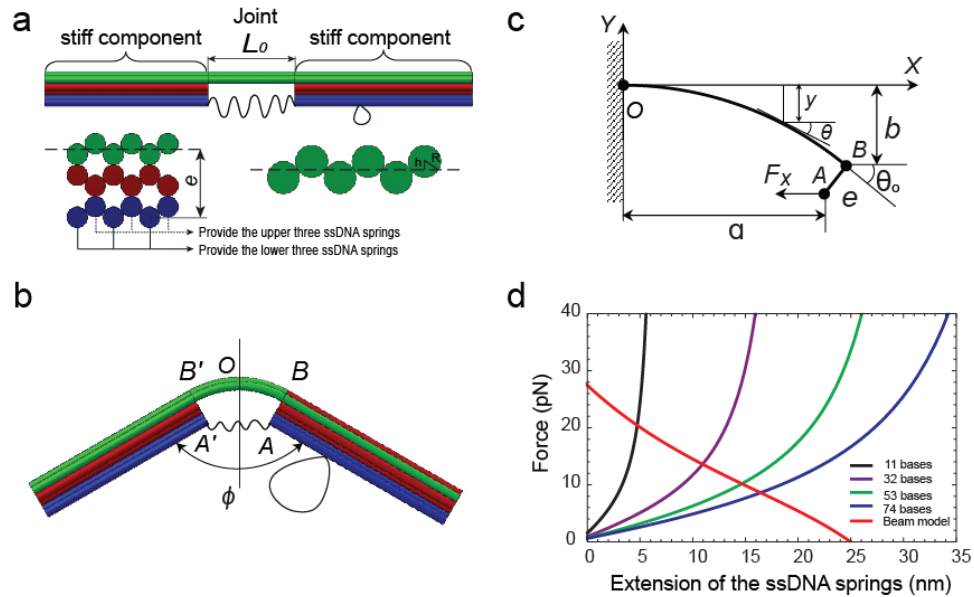 a
Joint
stiff component
L₀
stiff component
e
h R
Provide the upper three ssDNA springs
Provide the lower three ssDNA springs
b
B' O B
A' A
ϕ
c
Y
X
O
y
θ
b
B
A
Fx
e
θₒ
a
d
Force (pN)
40
30
20
10
0
11 bases
32 bases
53 bases
74 bases
Beam model
0 5 10 15 20 25 30 35
Extension of the ssDNA springs (nm)